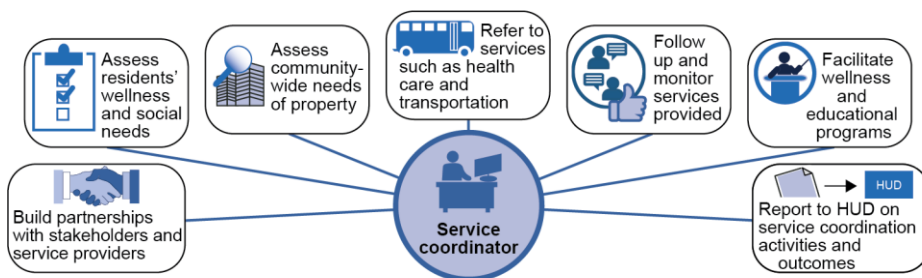 Assess
residents'
wellness
and social
needs
Assess
community-
wide needs
of property
Refer to
services
such as health
care and
transportation
Follow
up and
monitor
services
provided
Facilitate
wellness
and
educational
programs
Build partnerships
with stakeholders and
service providers
Service
coordinator
HUD
Report to HUD on
service coordination
activities and
outcomes